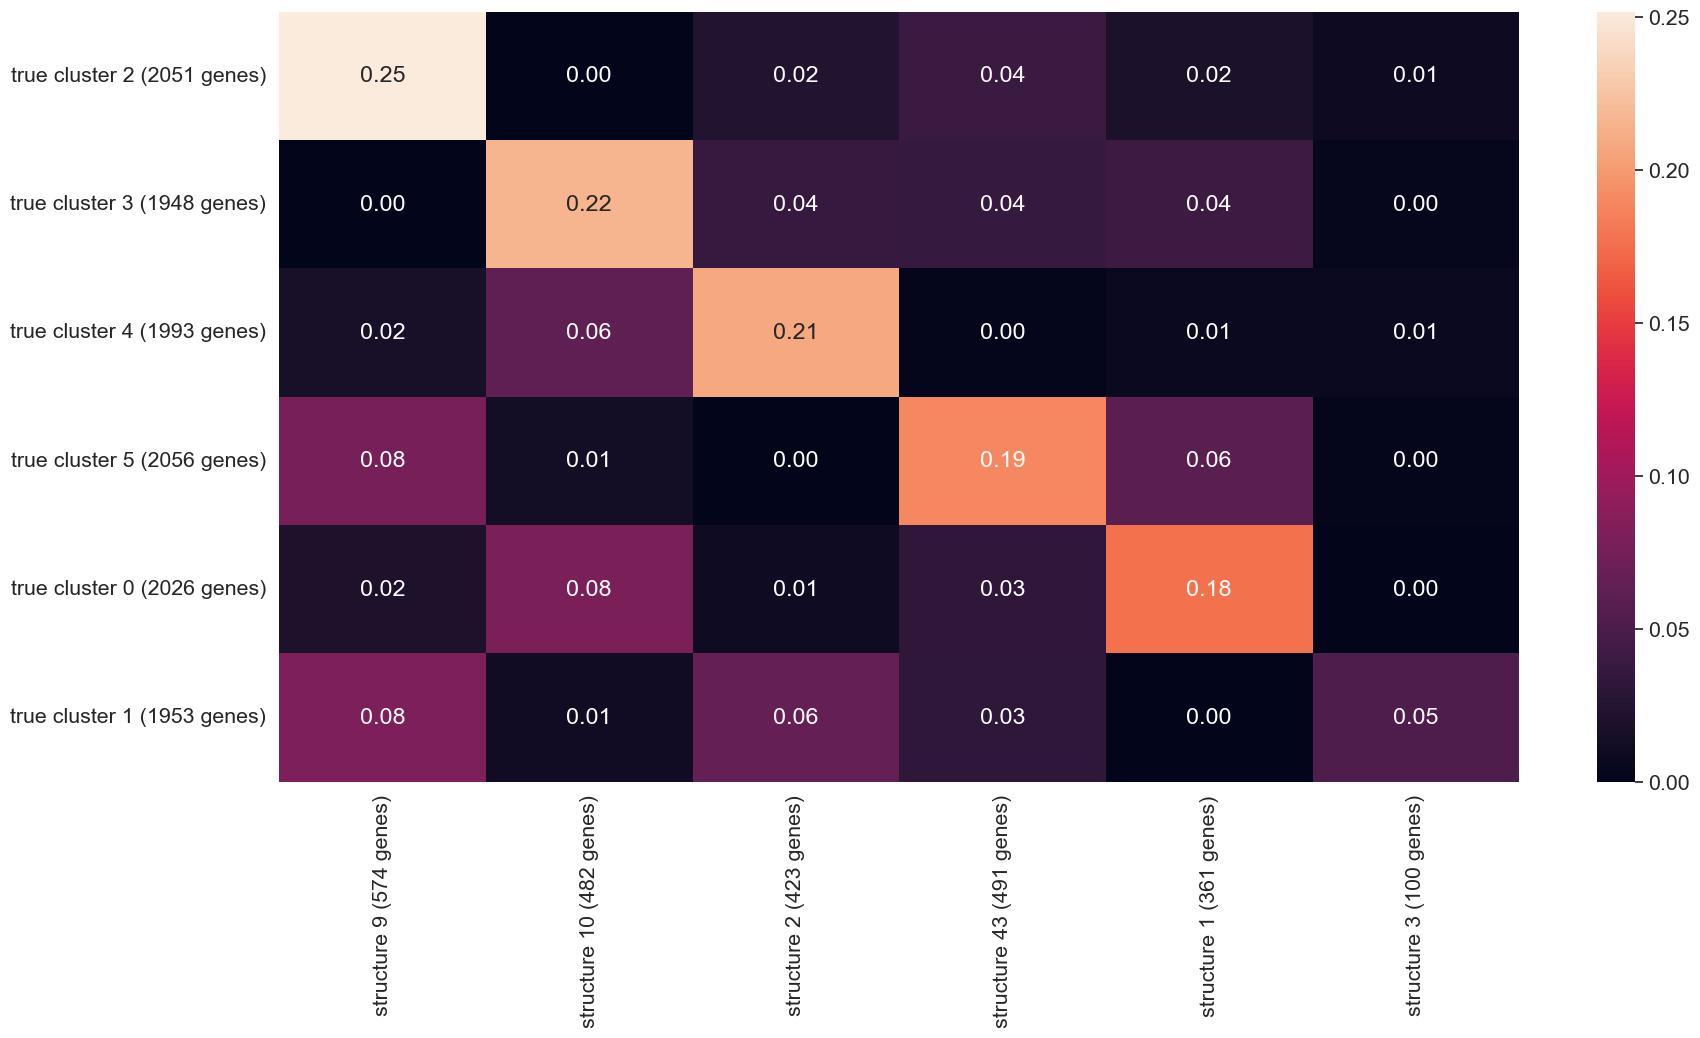 true cluster 2 (2051 genes) 0.25 0.00 0.02 0.04 0.02 0.01
true cluster 3 (1948 genes) 0.00 0.22 0.04 0.04 0.04 0.00
true cluster 4 (1993 genes) 0.02 0.06 0.21 0.00 0.01 0.01
true cluster 5 (2056 genes) 0.08 0.01 0.00 0.19 0.06 0.00
true cluster 0 (2026 genes) 0.02 0.08 0.01 0.03 0.18 0.00
true cluster 1 (1953 genes) 0.08 0.01 0.06 0.03 0.00 0.05
structure 9 (574 genes)
structure 10 (482 genes)
structure 2 (423 genes)
structure 43 (491 genes)
structure 1 (361 genes)
structure 3 (100 genes)
0.25
0.20
0.15
0.10
0.05
0.00